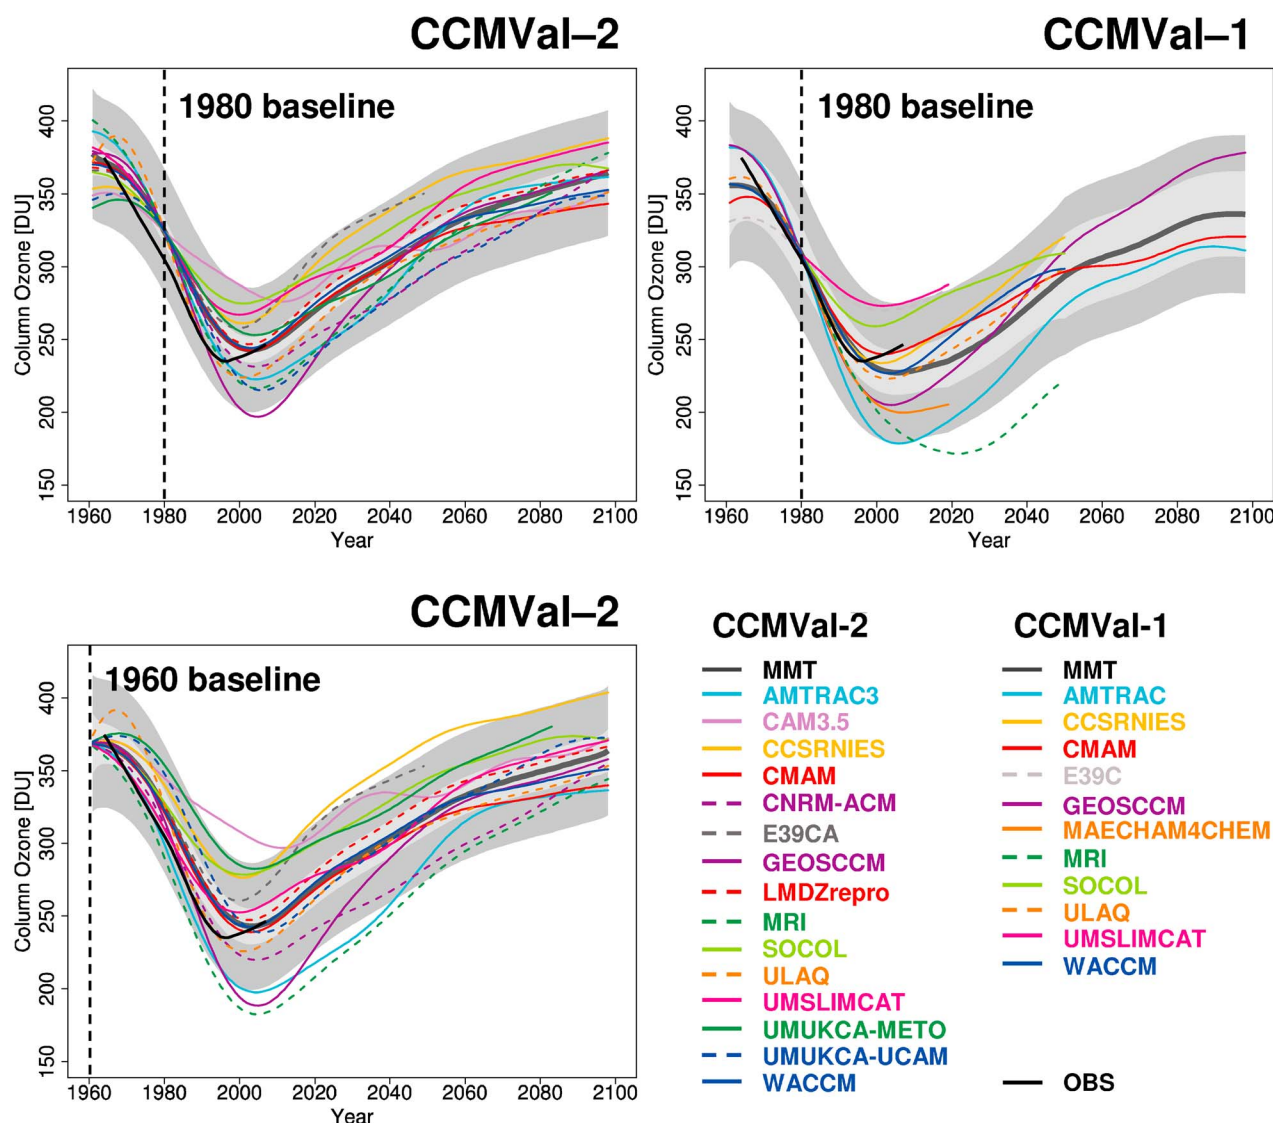 CCMVal–2
1980 baseline
Column Ozone [DU]
400
350
300
250
200
150
1960 1980 2000 2020 2040 2060 2080 2100
Year
CCMVal–1
1980 baseline
Column Ozone [DU]
400
350
300
250
200
150
1960 1980 2000 2020 2040 2060 2080 2100
Year
CCMVal–2
1960 baseline
Column Ozone [DU]
400
350
300
250
200
150
1960 1980 2000 2020 2040 2060 2080 2100
Year
CCMVal-2
MMT
AMTRAC3
CAM3.5
CCSRNIES
CMAM
CNRM-ACM
E39CA
GEOSCCM
LMDZrepro
MRI
SOCOL
ULAQ
UMSLIMCAT
UMUKCA-METO
UMUKCA-UCAM
WACCM
CCMVal-1
MMT
AMTRAC
CCSRNIES
CMAM
E39C
GEOSCCM
MAECHAM4CHEM
MRI
SOCOL
ULAQ
UMSLIMCAT
WACCM
OBS